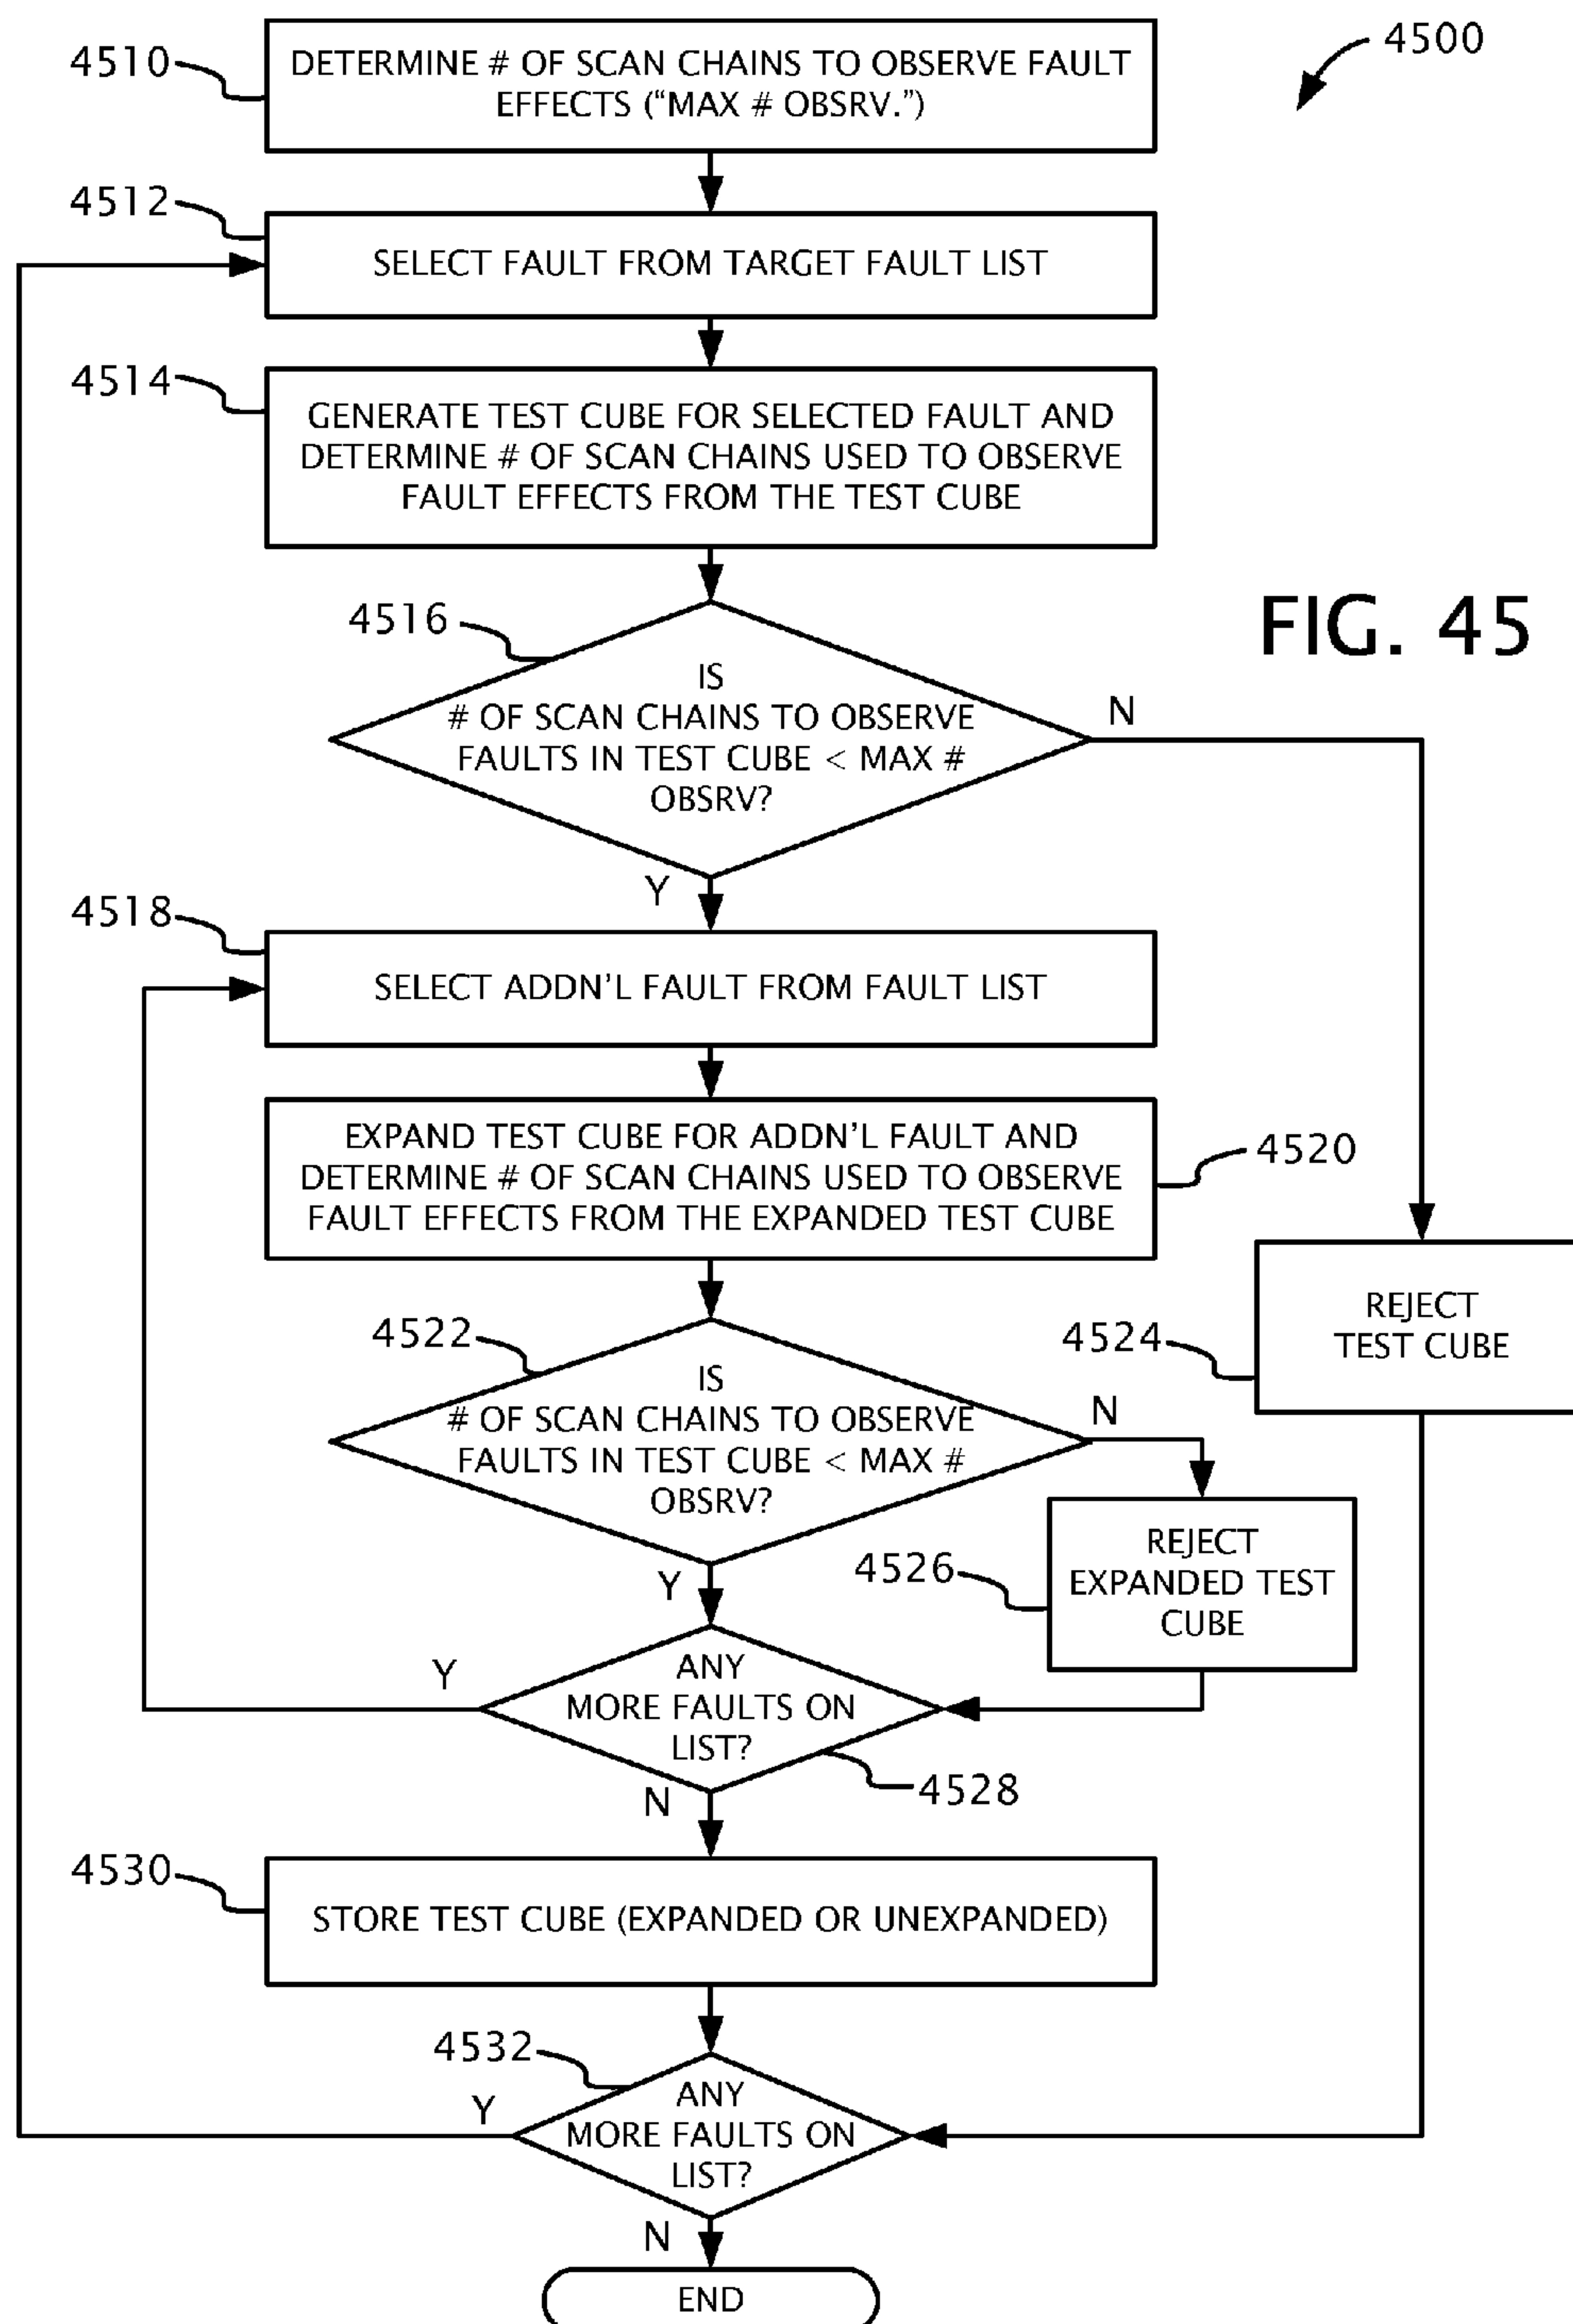 4500
4510
DETERMINE # OF SCAN CHAINS TO OBSERVE FAULT
EFFECTS (“MAX # OBSRV.”)
4512
SELECT FAULT FROM TARGET FAULT LIST
4514
GENERATE TEST CUBE FOR SELECTED FAULT AND
DETERMINE # OF SCAN CHAINS USED TO OBSERVE
FAULT EFFECTS FROM THE TEST CUBE
FIG. 45
4516
IS
# OF SCAN CHAINS TO OBSERVE
FAULTS IN TEST CUBE < MAX #
OBSRV?
N
Y
4518
SELECT ADDN'L FAULT FROM FAULT LIST
EXPAND TEST CUBE FOR ADDN'L FAULT AND
DETERMINE # OF SCAN CHAINS USED TO OBSERVE
FAULT EFFECTS FROM THE EXPANDED TEST CUBE
4520
4522
IS
# OF SCAN CHAINS TO OBSERVE
FAULTS IN TEST CUBE < MAX #
OBSRV?
N
Y
4524
REJECT
TEST CUBE
4526
REJECT
EXPANDED TEST
CUBE
ANY
MORE FAULTS ON
LIST?
Y
N
4528
4530
STORE TEST CUBE (EXPANDED OR UNEXPANDED)
4532
ANY
MORE FAULTS ON
LIST?
Y
N
END